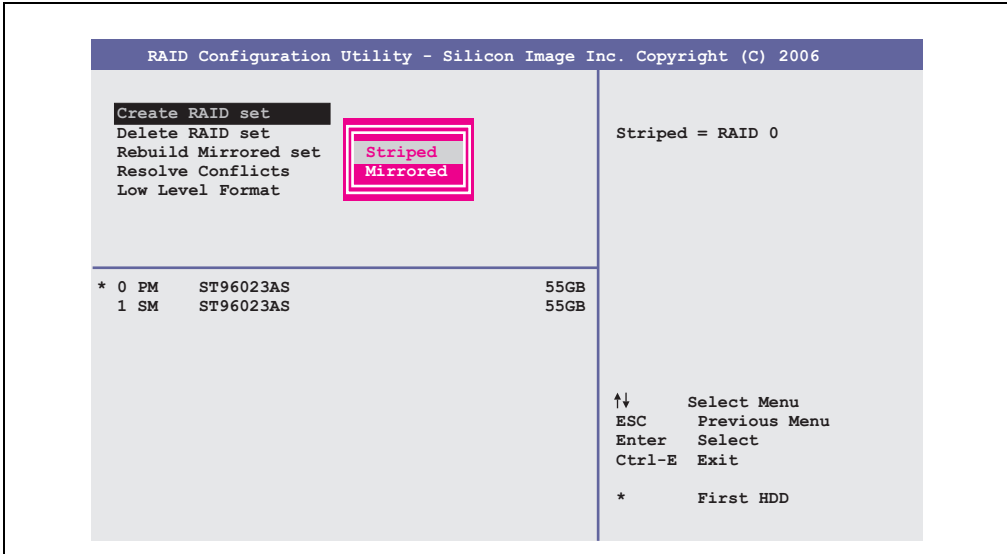 RAID Configuration Utility - Silicon Image Inc. Copyright (C) 2006
Create RAID set
Delete RAID set
Rebuild Mirrored set
Resolve Conflicts
Low Level Format
Striped
Mirrored
Striped = RAID 0
* 0 PM ST96023AS 55GB
1 SM ST96023AS 55GB
↑↓ Select Menu
ESC Previous Menu
Enter Select
Ctrl-E Exit
* First HDD